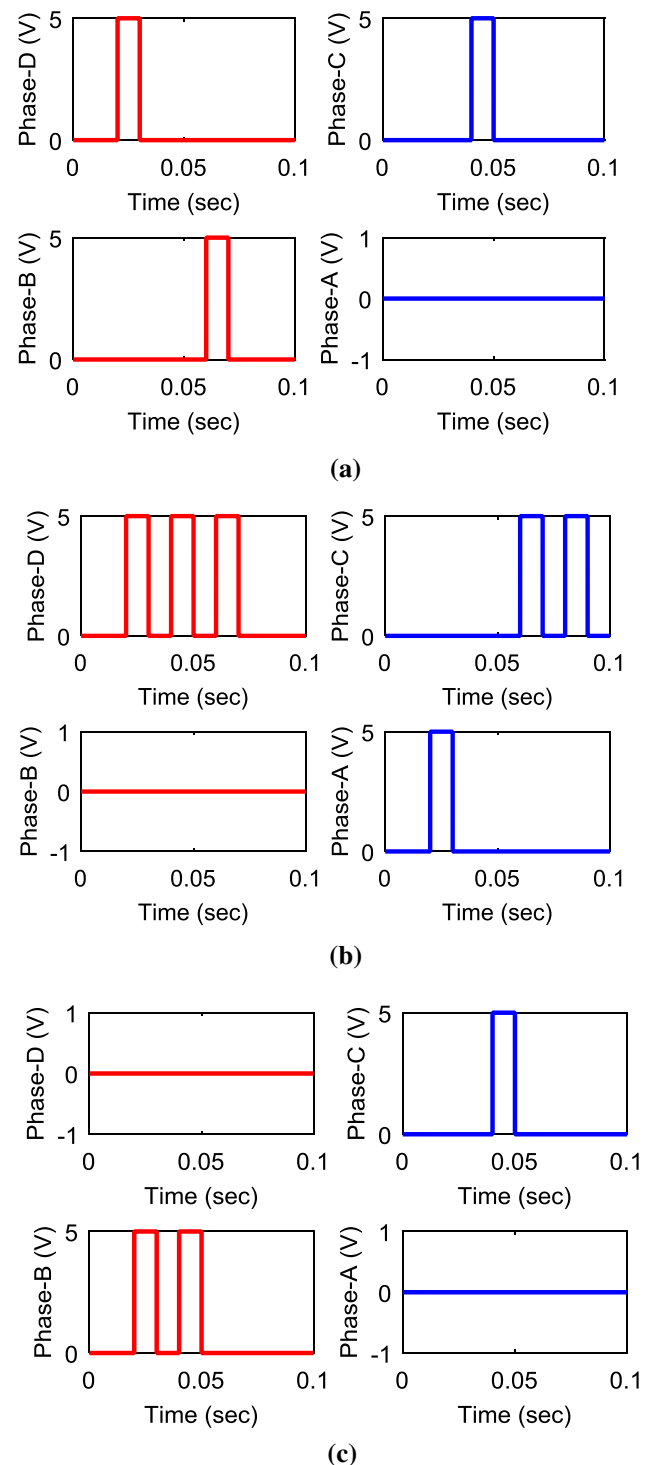 Phase-D (V)
5
0
0 0.05 0.1
Time (sec)
Phase-C (V)
5
0
0 0.05 0.1
Time (sec)
Phase-B (V)
5
0
0 0.05 0.1
Time (sec)
Phase-A (V)
1
0
-1
0 0.05 0.1
Time (sec)
(a)
Phase-D (V)
5
0
0 0.05 0.1
Time (sec)
Phase-C (V)
5
0
0 0.05 0.1
Time (sec)
Phase-B (V)
1
0
-1
0 0.05 0.1
Time (sec)
Phase-A (V)
5
0
0 0.05 0.1
Time (sec)
(b)
Phase-D (V)
1
0
-1
0 0.05 0.1
Time (sec)
Phase-C (V)
5
0
0 0.05 0.1
Time (sec)
Phase-B (V)
5
0
0 0.05 0.1
Time (sec)
Phase-A (V)
1
0
-1
0 0.05 0.1
Time (sec)
(c)